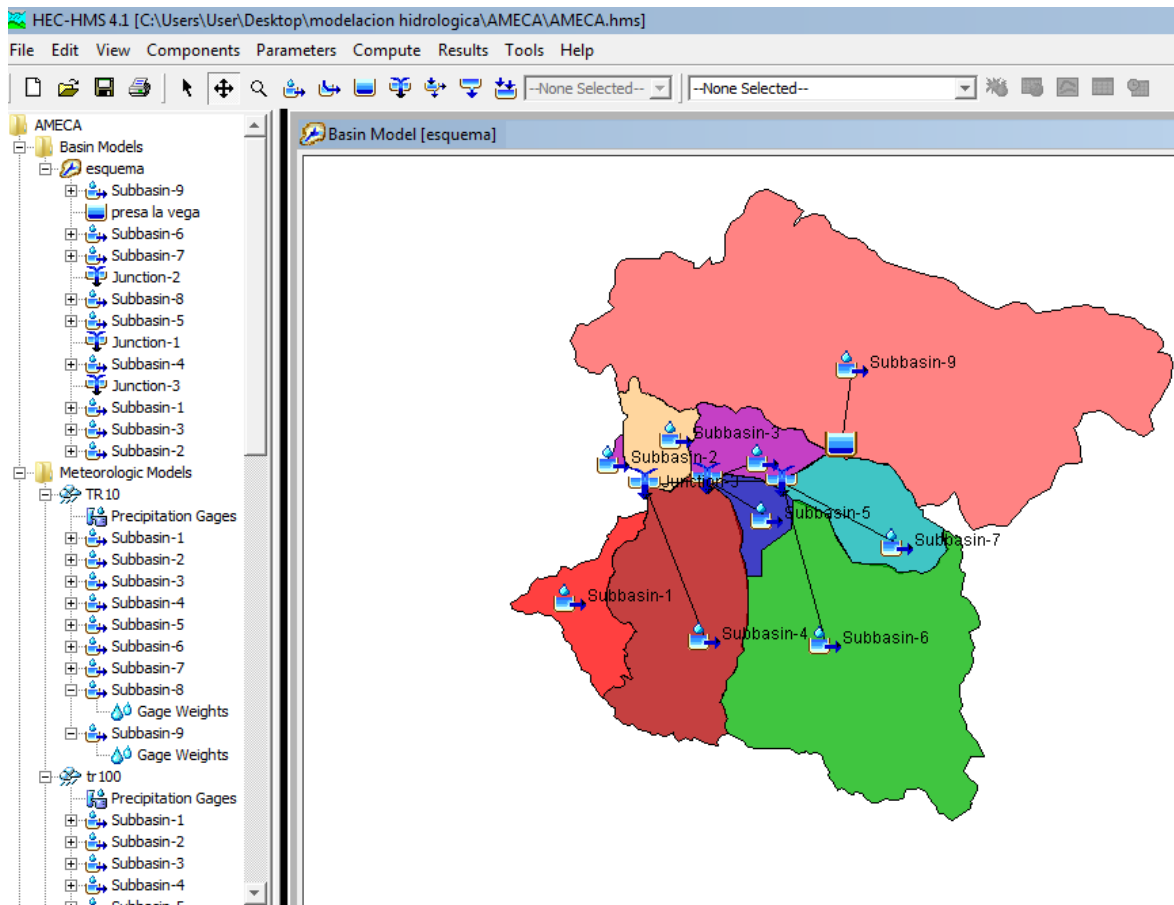 HEC-HMS 4.1 [C:\Users\User\Desktop\modelacion hidrologica\AMECA\AMECA.hms]
File Edit View Components Parameters Compute Results Tools Help
--None Selected-- --None Selected--
AMECA
Basin Models
esquema
Subbasin-9
presa la vega
Subbasin-6
Subbasin-7
Junction-2
Subbasin-8
Subbasin-5
Junction-1
Subbasin-4
Junction-3
Subbasin-1
Subbasin-3
Subbasin-2
Meteorologic Models
TR10
Precipitation Gages
Subbasin-1
Subbasin-2
Subbasin-3
Subbasin-4
Subbasin-5
Subbasin-6
Subbasin-7
Subbasin-8
Gage Weights
Subbasin-9
Gage Weights
tr100
Precipitation Gages
Subbasin-1
Subbasin-2
Subbasin-3
Subbasin-4
Basin Model [esquema]
Subbasin-9
Subbasin-3
Subbasin-2
Junction-3
Subbasin-5
Subbasin-7
Subbasin-1
Subbasin-4
Subbasin-6